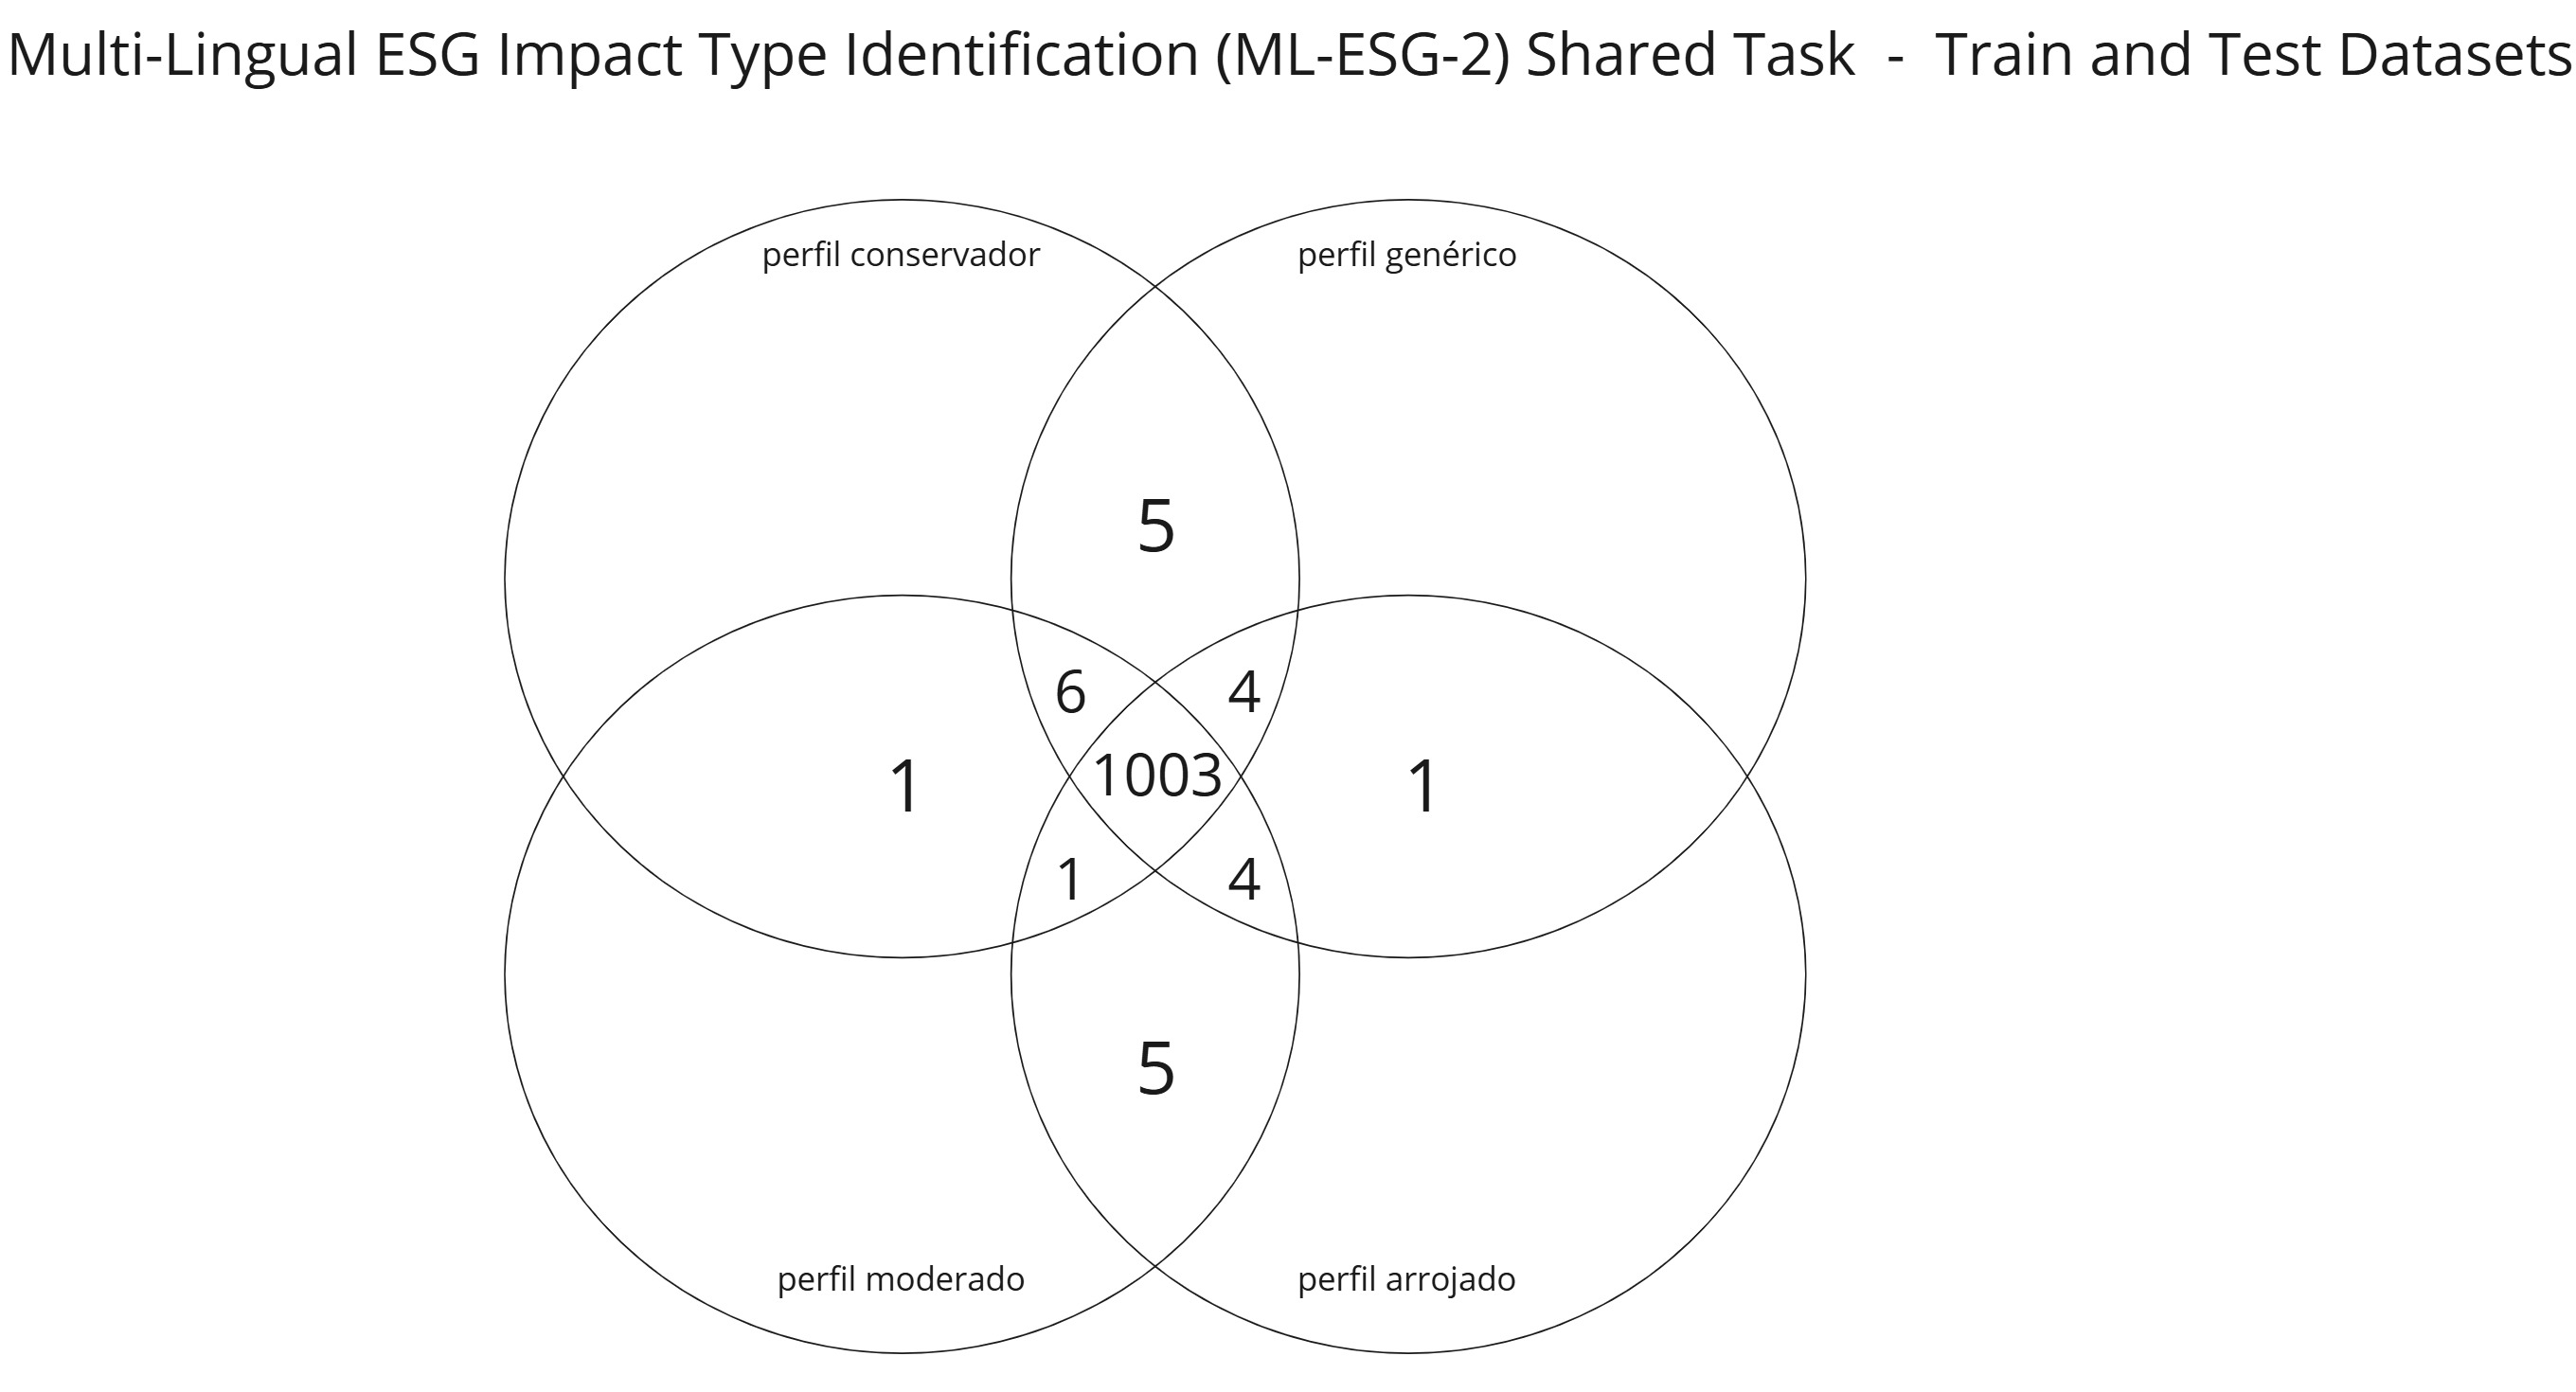 Multi-Lingual ESG Impact Type Identification (ML-ESG-2) Shared Task - Train and Test Datasets
perfil conservador
perfil genérico
5
6
4
1
1003
1
1
4
5
perfil moderado
perfil arrojado